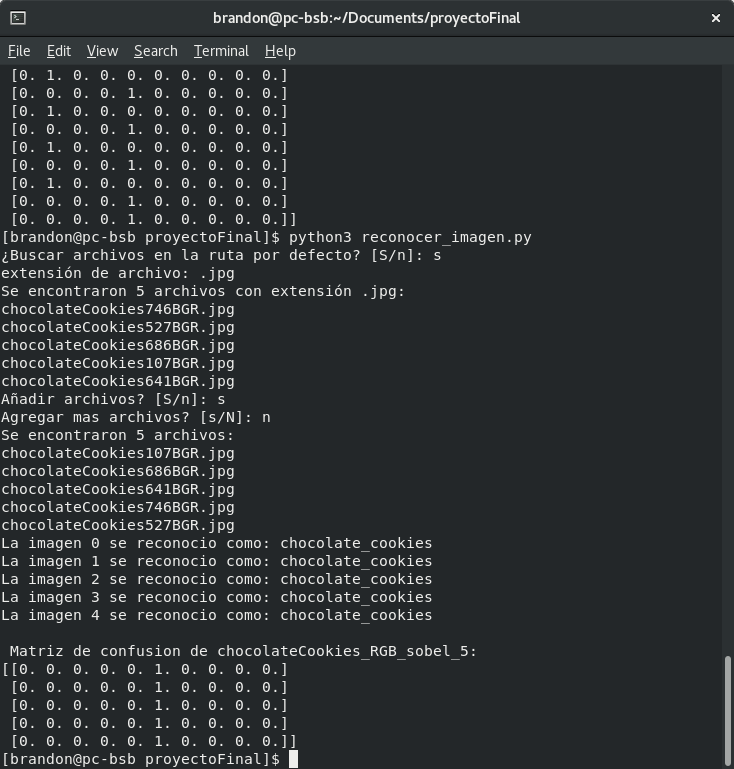 brandon@pc-bsb:~/Documents/proyectoFinal
File Edit View Search Terminal Help
[0. 1. 0. 0. 0. 0. 0. 0. 0. 0.]
[0. 0. 0. 0. 1. 0. 0. 0. 0. 0.]
[0. 1. 0. 0. 0. 0. 0. 0. 0. 0.]
[0. 0. 0. 0. 1. 0. 0. 0. 0. 0.]
[0. 1. 0. 0. 0. 0. 0. 0. 0. 0.]
[0. 0. 0. 0. 1. 0. 0. 0. 0. 0.]
[0. 1. 0. 0. 0. 0. 0. 0. 0. 0.]
[0. 0. 0. 0. 1. 0. 0. 0. 0. 0.]
[0. 0. 0. 0. 1. 0. 0. 0. 0. 0.]]
[brandon@pc-bsb proyectoFinal]$ python3 reconocer_imagen.py
¿Buscar archivos en la ruta por defecto? [S/n]: s
extensión de archivo: .jpg
Se encontraron 5 archivos con extensión .jpg:
chocolateCookies746BGR.jpg
chocolateCookies527BGR.jpg
chocolateCookies686BGR.jpg
chocolateCookies107BGR.jpg
chocolateCookies641BGR.jpg
Añadir archivos? [S/n]: s
Agregar mas archivos? [s/N]: n
Se encontraron 5 archivos:
chocolateCookies107BGR.jpg
chocolateCookies686BGR.jpg
chocolateCookies641BGR.jpg
chocolateCookies746BGR.jpg
chocolateCookies527BGR.jpg
La imagen 0 se reconocio como: chocolate_cookies
La imagen 1 se reconocio como: chocolate_cookies
La imagen 2 se reconocio como: chocolate_cookies
La imagen 3 se reconocio como: chocolate_cookies
La imagen 4 se reconocio como: chocolate_cookies
Matriz de confusion de chocolateCookies_RGB_sobel_5:
[[0. 0. 0. 0. 0. 1. 0. 0. 0. 0.]
[0. 0. 0. 0. 0. 1. 0. 0. 0. 0.]
[0. 0. 0. 0. 0. 1. 0. 0. 0. 0.]
[0. 0. 0. 0. 0. 1. 0. 0. 0. 0.]
[0. 0. 0. 0. 0. 1. 0. 0. 0. 0.]]
[brandon@pc-bsb proyectoFinal]$